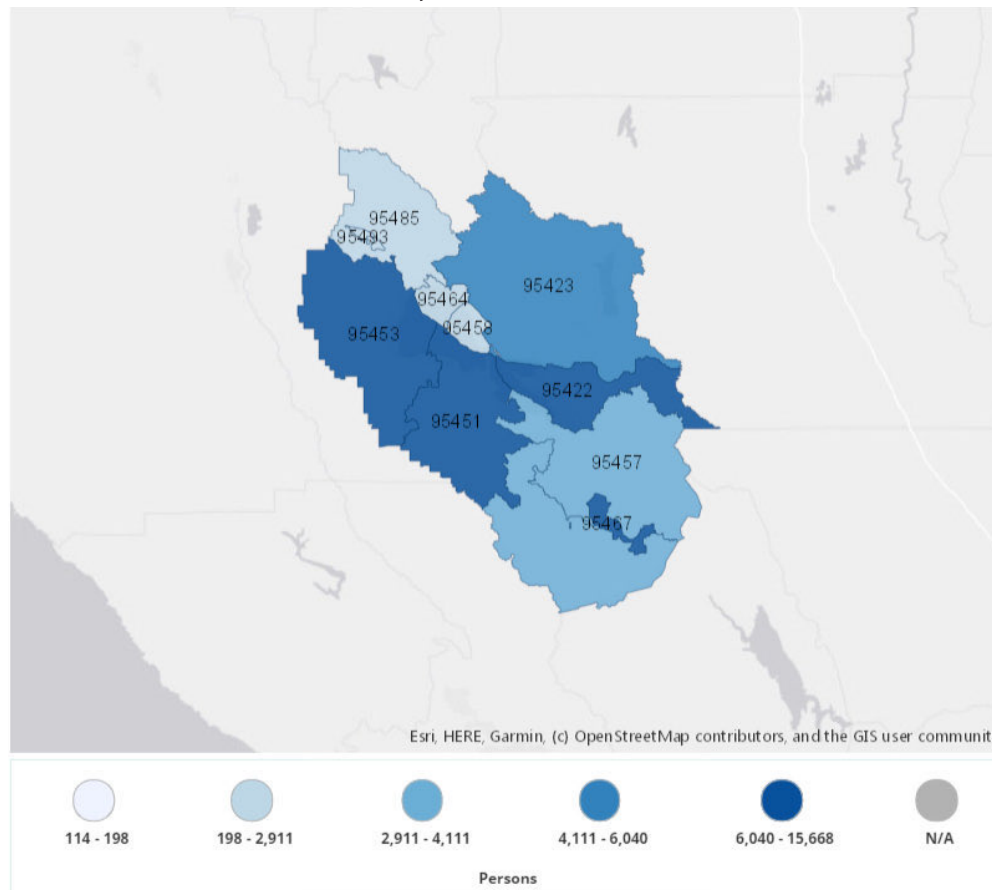 95485
95493
95423
95464
95458
95453
95422
95451
95457
95467
Esri, HERE, Garmin, (c) OpenStreetMap contributors, and the GIS user communit
114 - 198
198 - 2,911
2,911 - 4,111
4,111 - 6,040
6,040 - 15,668
N/A
Persons